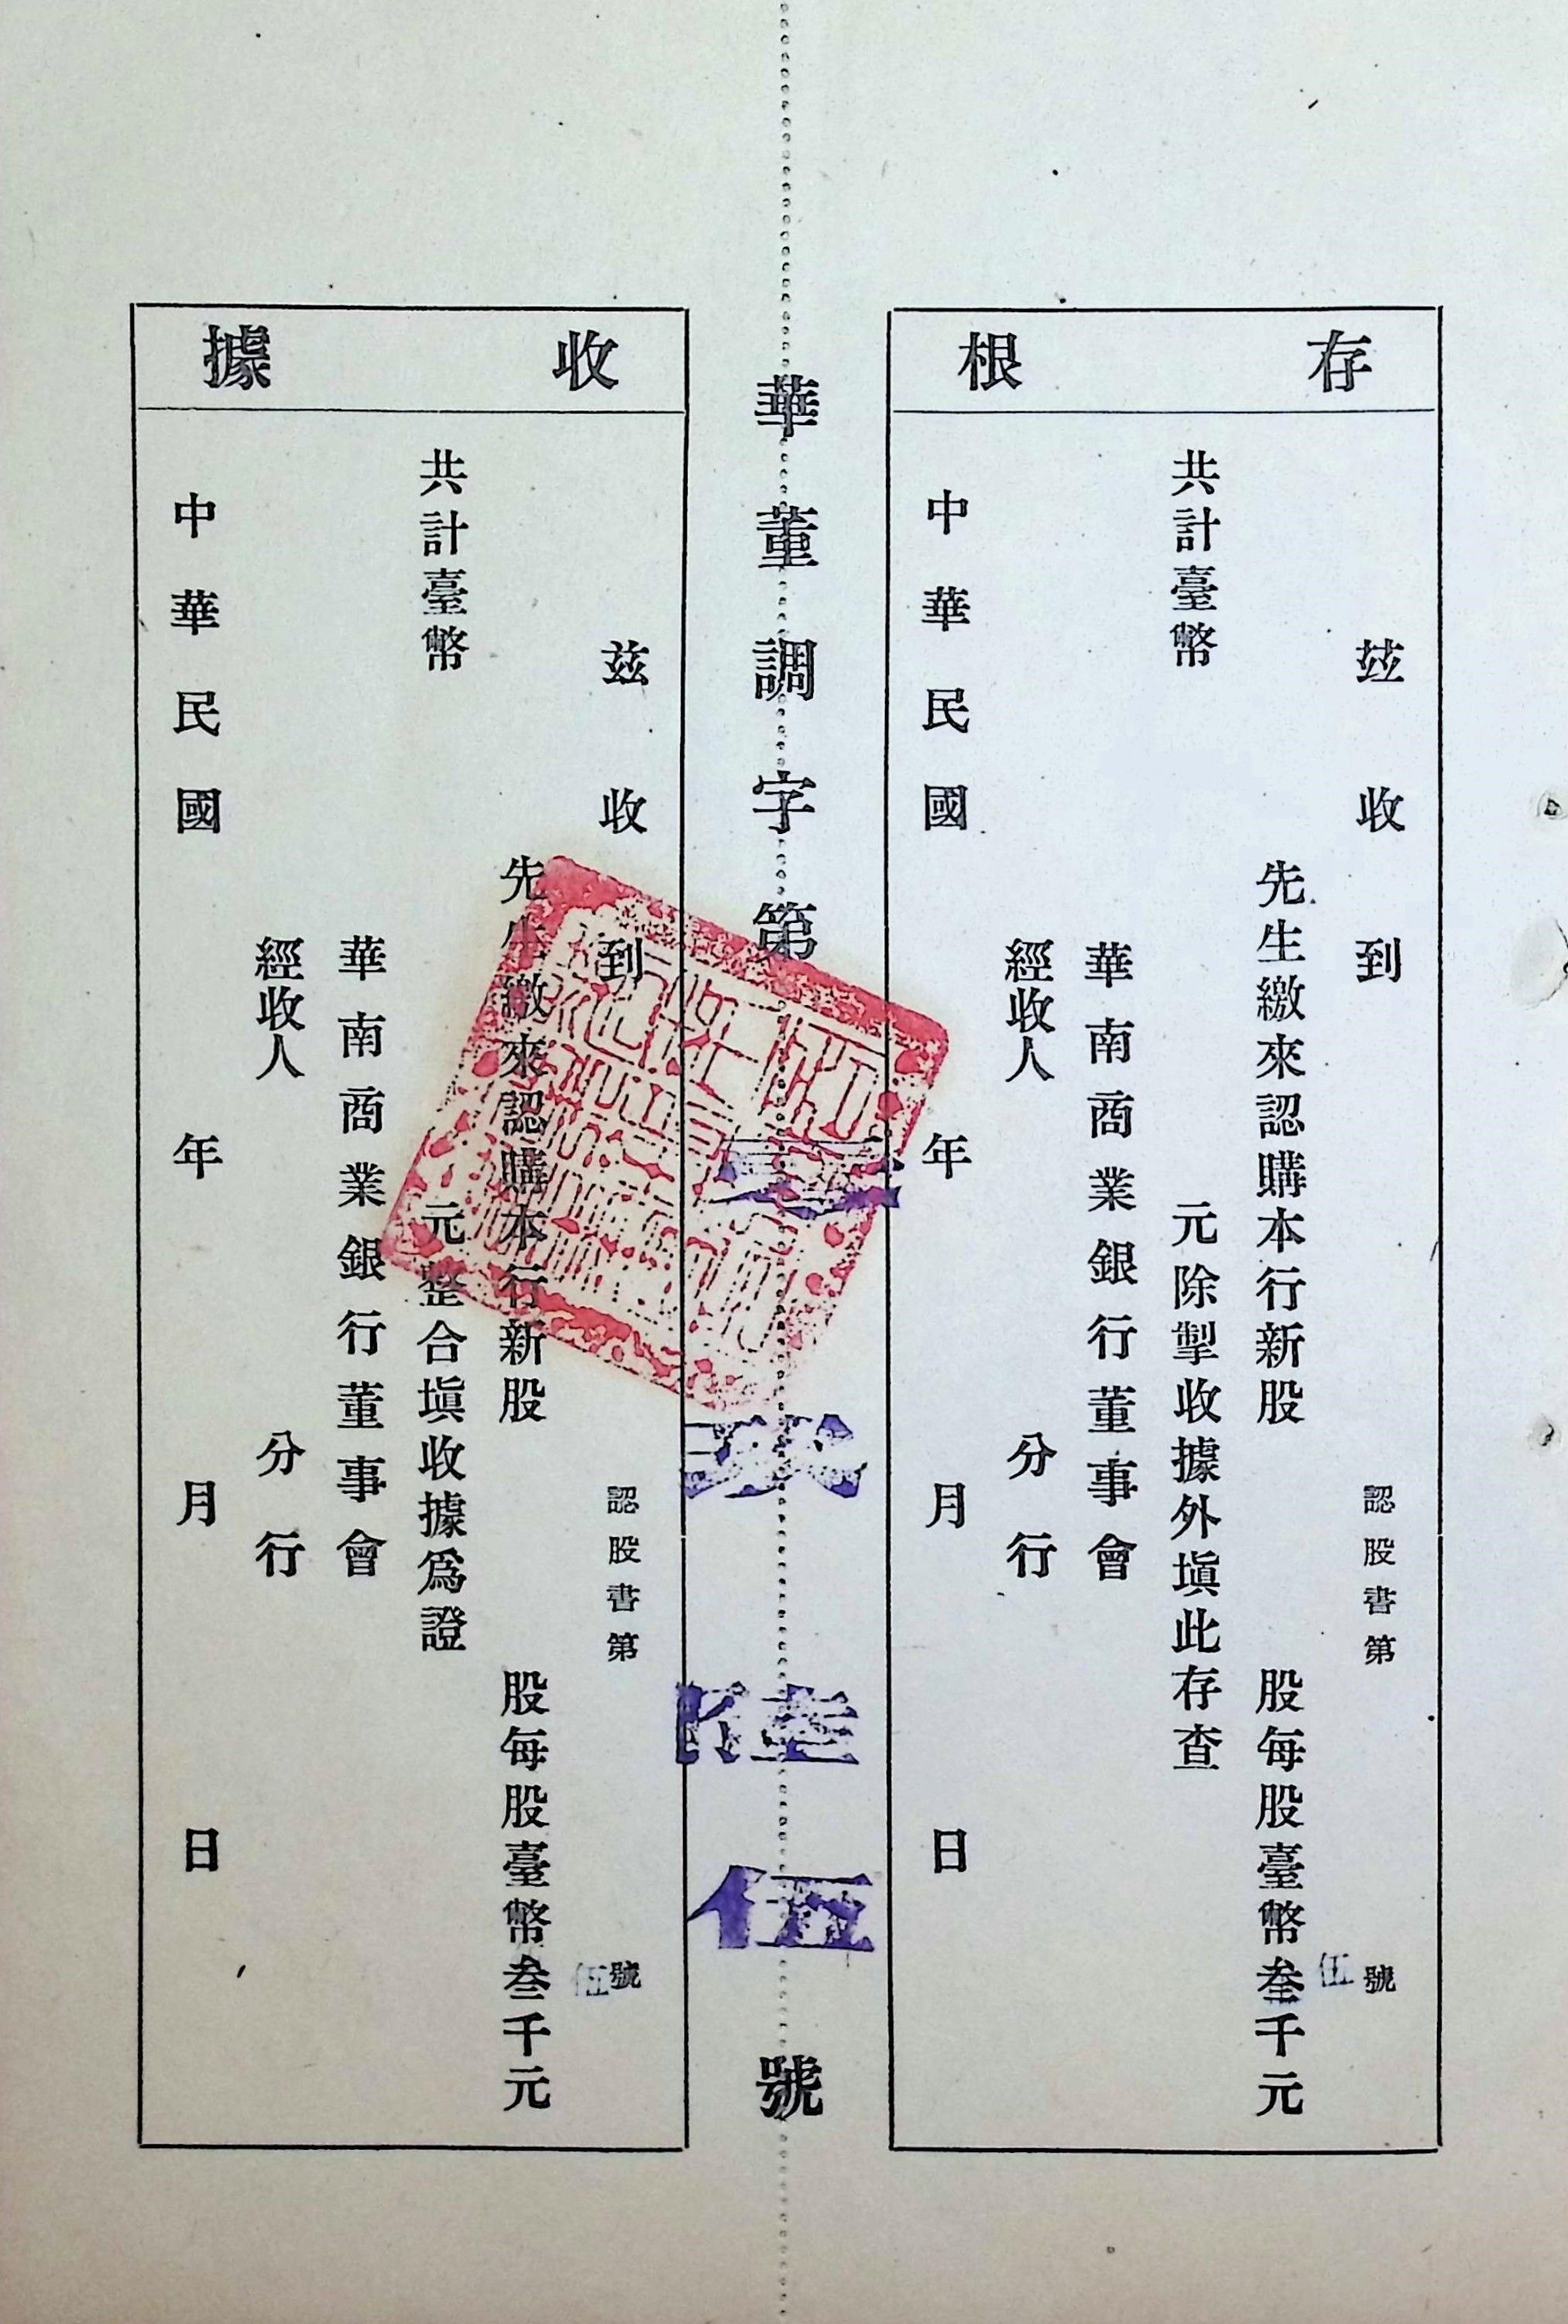 存根
茲收到 認股書第 號
伍
先生繳來認購本行新股 股每股臺幣叁千元
共計臺幣 元除掣收據外塡此存查
華南商業銀行董事會
經收人 分行
中華民國 年 月 日
華董調字第 玖陸伍號
收據
茲收到 認股書第 號
伍
先生繳來認購本行新股 股每股臺幣叁千元
共計臺幣 元整合塡收據爲證
華南商業銀行董事會
經收人 分行
中華民國 年 月 日